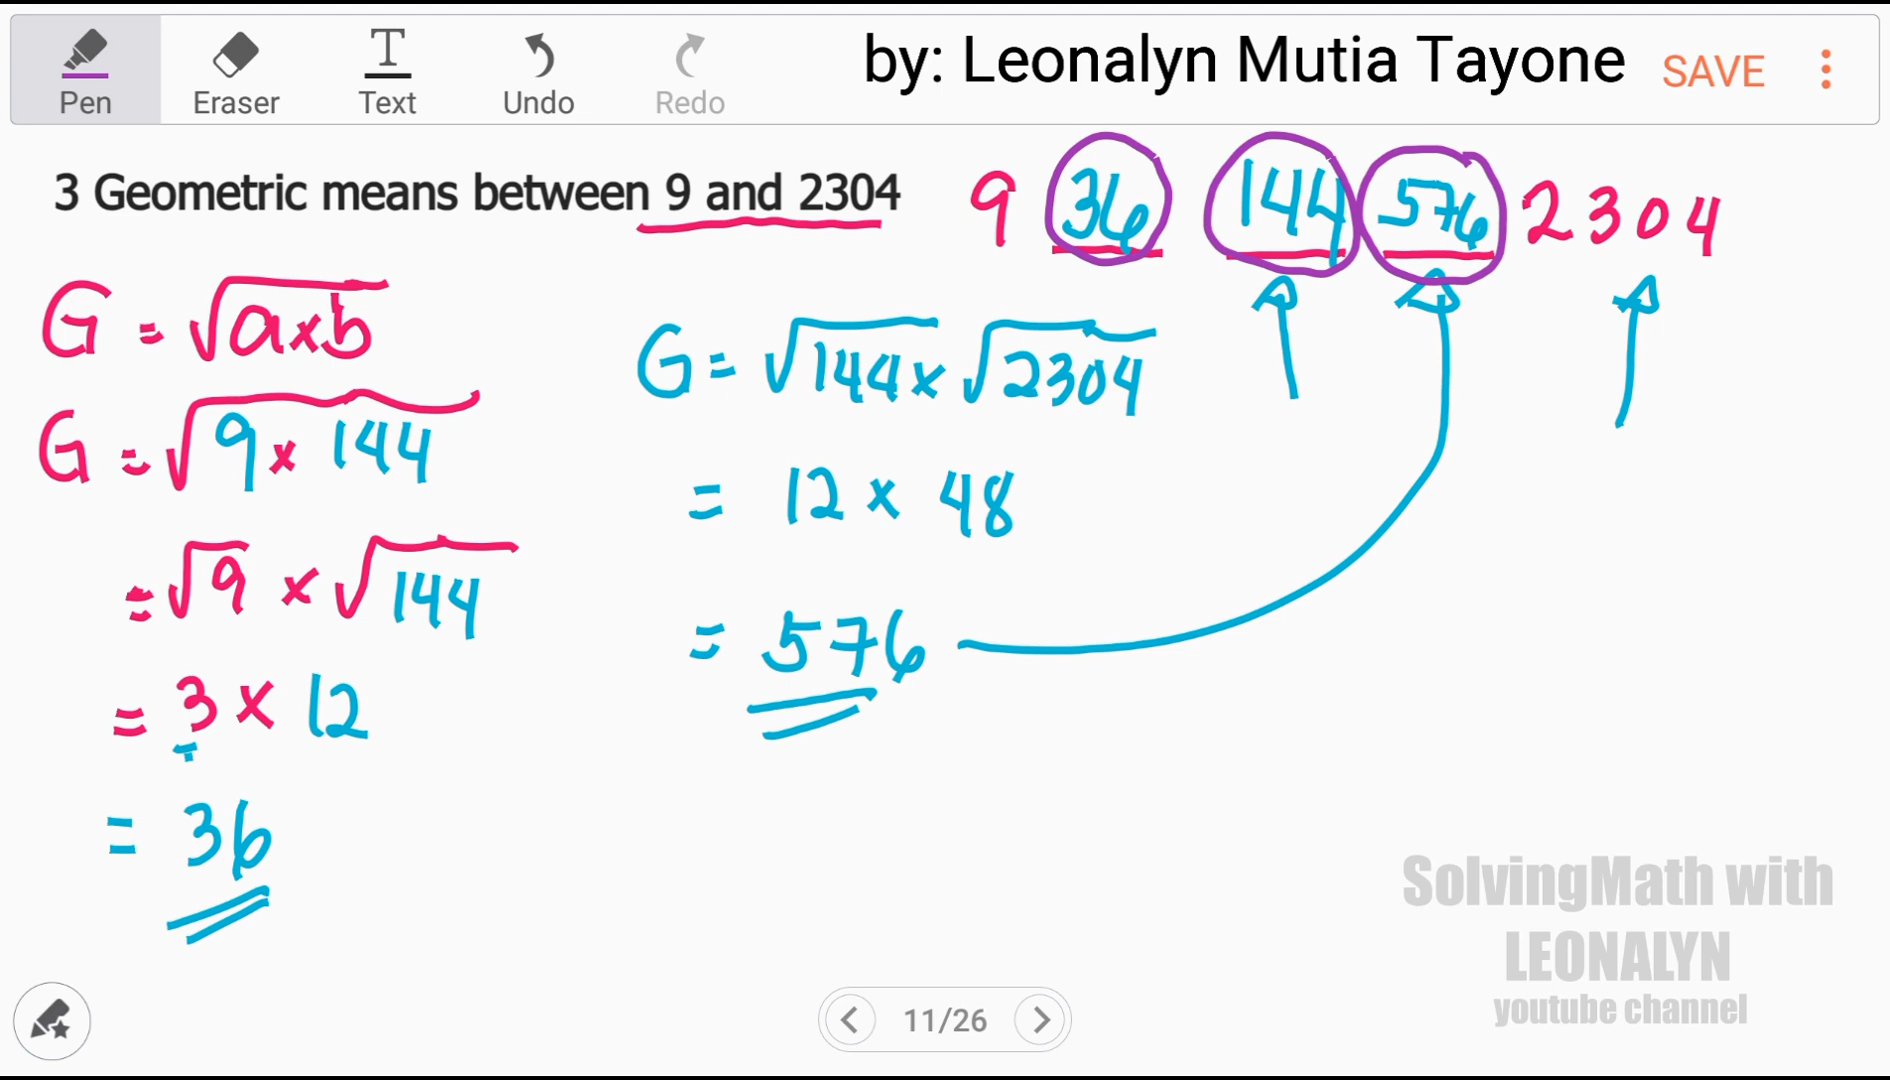 Pen Eraser Text Undo Redo by: Leonalyn Mutia Tayone SAVE
3 Geometric means between 9 and 2304 9 36 144 576 2304
G = √a×b
G = √9 × 144
= √9 × √144
= 3 × 12
= 36
G = √144 × √2304
= 12 × 48
= 576
SolvingMath with
LEONALYN
youtube channel
11/26